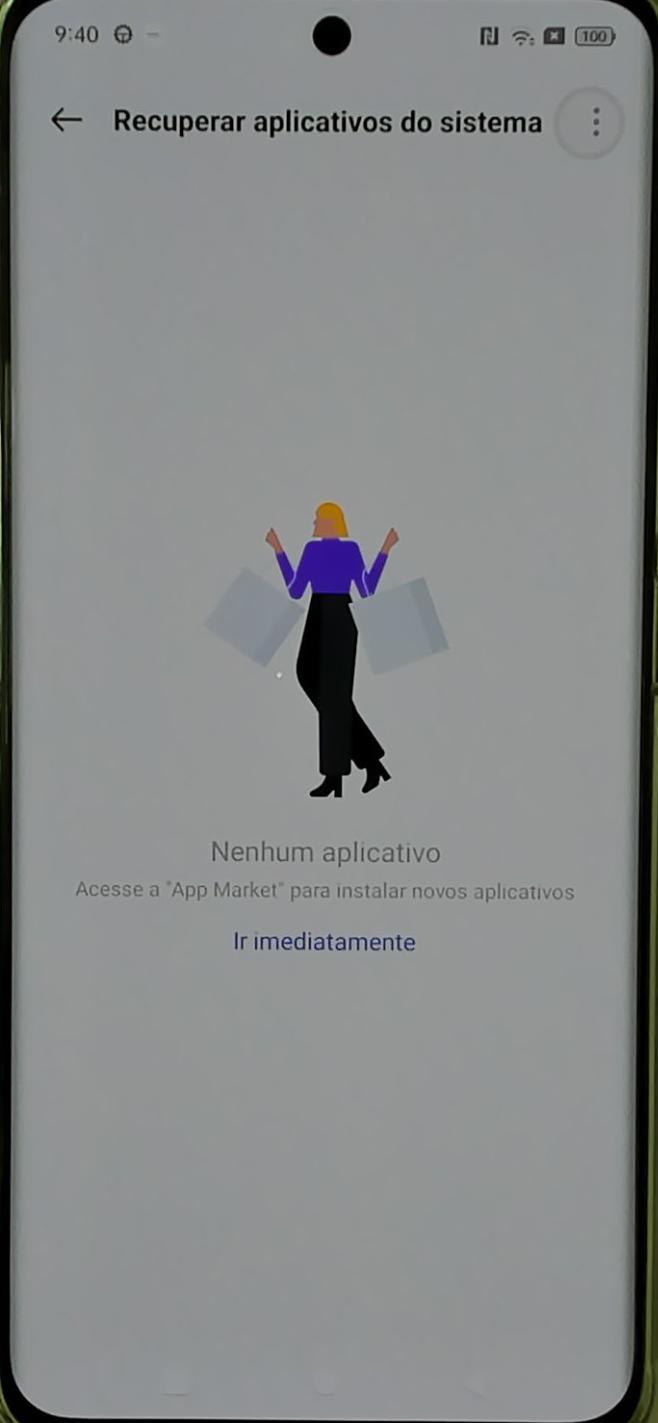 9:40
100
Recuperar aplicativos do sistema
Nenhum aplicativo
Acesse a "App Market" para instalar novos aplicativos
Ir imediatamente